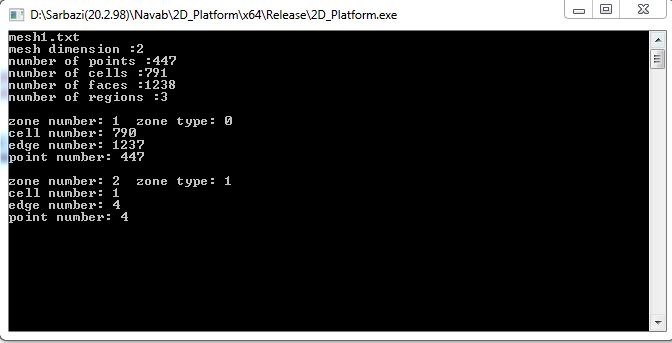 D:\Sarbazi(20.2.98)\Navab\2D_Platform\x64\Release\2D_Platform.exe
mesh1.txt
mesh dimension :2
number of points :447
number of cells :791
number of faces :1238
number of regions :3
zone number: 1  zone type: 0
cell number: 790
edge number: 1237
point number: 447
zone number: 2  zone type: 1
cell number: 1
edge number: 4
point number: 4